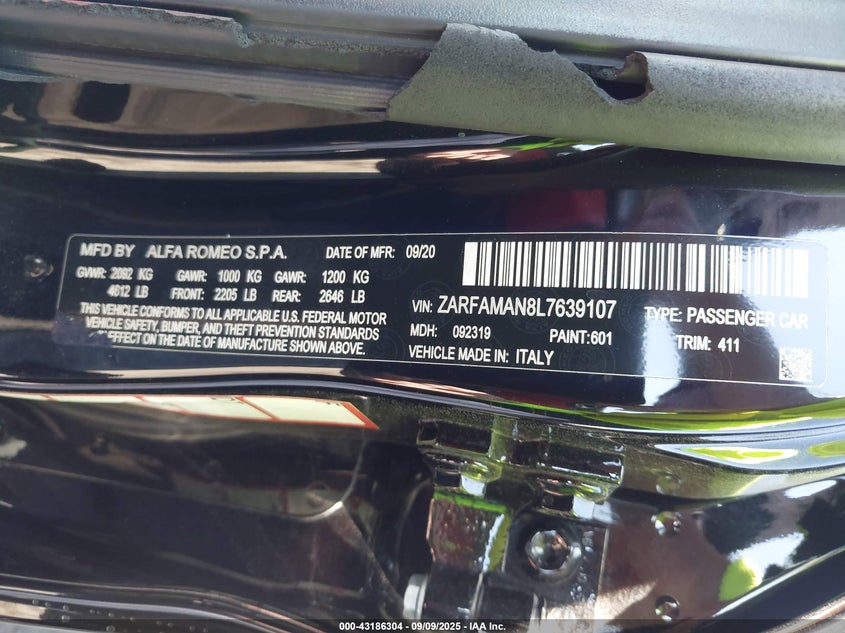 MFD BY ALFA ROMEO S.P.A. DATE OF MFR: 09/20
GVWR: 2092 KG GAWR: 1000 KG GAWR: 1200 KG
4612 LB FRONT: 2205 LB REAR: 2646 LB
THIS VEHICLE CONFORMS TO ALL APPLICABLE U.S. FEDERAL MOTOR
VEHICLE SAFETY, BUMPER, AND THEFT PREVENTION STANDARDS
EFFECT ON THE DATE OF MANUFACTURE SHOWN ABOVE.
VIN: ZARFAMAN8L7639107 TYPE: PASSENGER CAR
MDH: 092319 PAINT:601 TRIM: 411
VEHICLE MADE IN: ITALY
000-43186304 - 09/09/2025 - IAA, Inc.